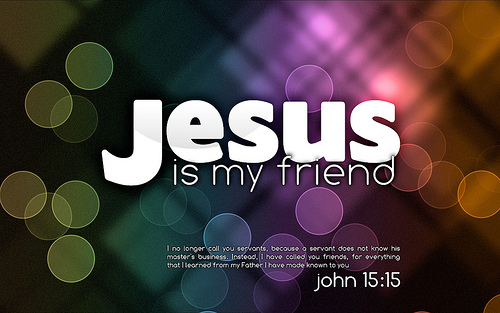 Jesus
is my friend
I no longer call you servants, because a servant does not know his
master's business. Instead, I have called you friends, for everything
that I learned from my Father I have made known to you
john 15:15